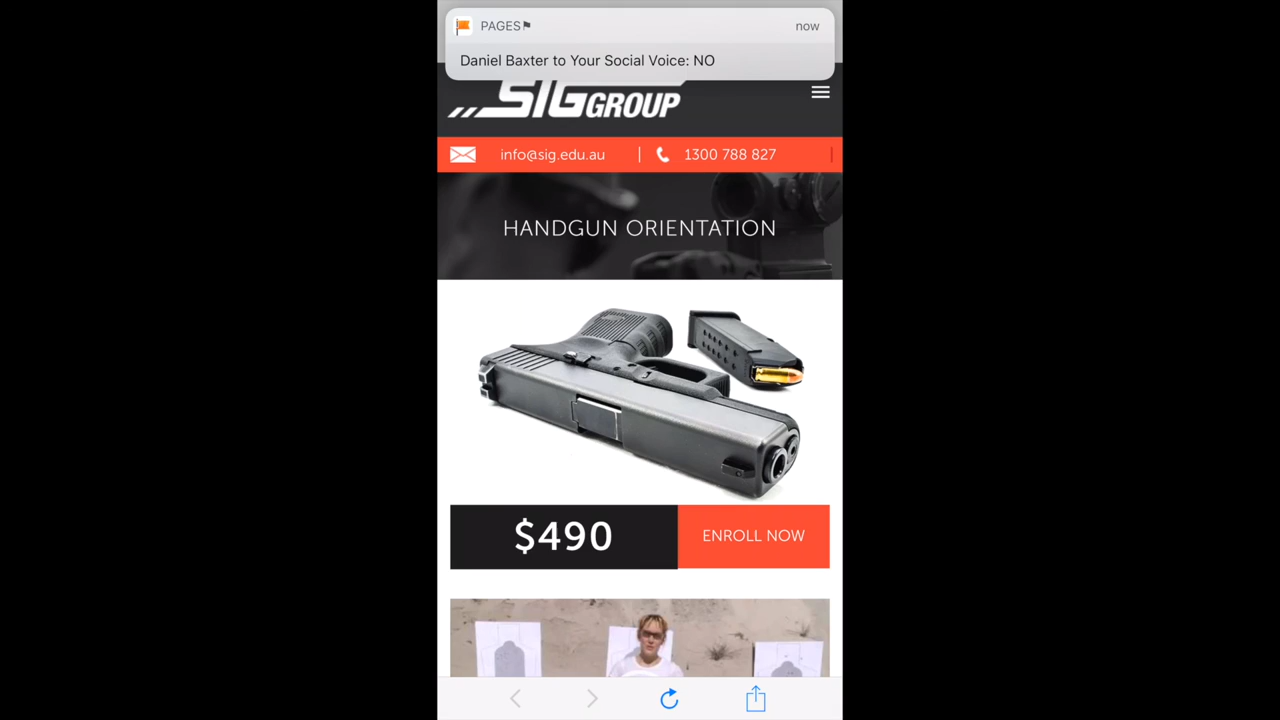 PAGES
now
Daniel Baxter to Your Social Voice: NO
SIG GROUP
info@sig.edu.au | 1300 788 827 |
HANDGUN ORIENTATION
$490
ENROLL NOW